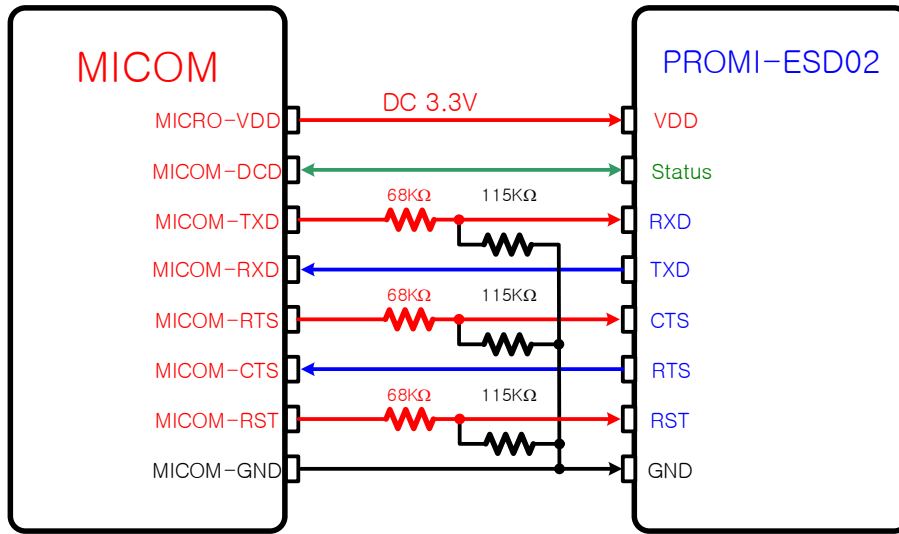 MICOM
PROMI-ESD02
DC 3.3V
MICRO-VDD
VDD
MICOM-DCD
Status
68KΩ
115KΩ
MICOM-TXD
RXD
MICOM-RXD
TXD
68KΩ
115KΩ
MICOM-RTS
CTS
MICOM-CTS
RTS
68KΩ
115KΩ
MICOM-RST
RST
MICOM-GND
GND